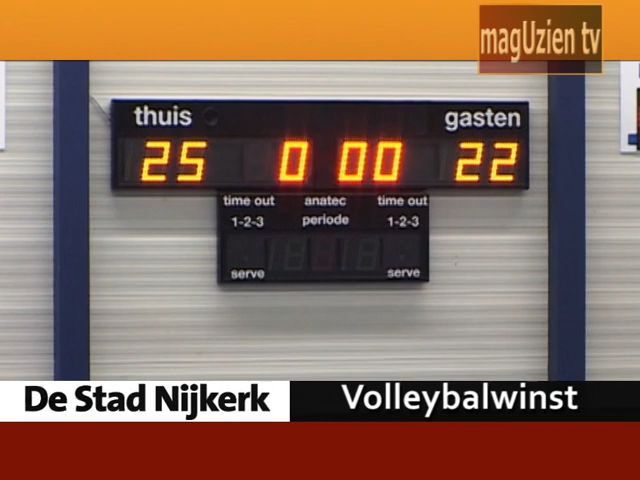 magUzien tv
thuis gasten
25 0 00 22
time out anatec time out
1-2-3 periode 1-2-3
serve serve
De Stad Nijkerk Volleybalwinst